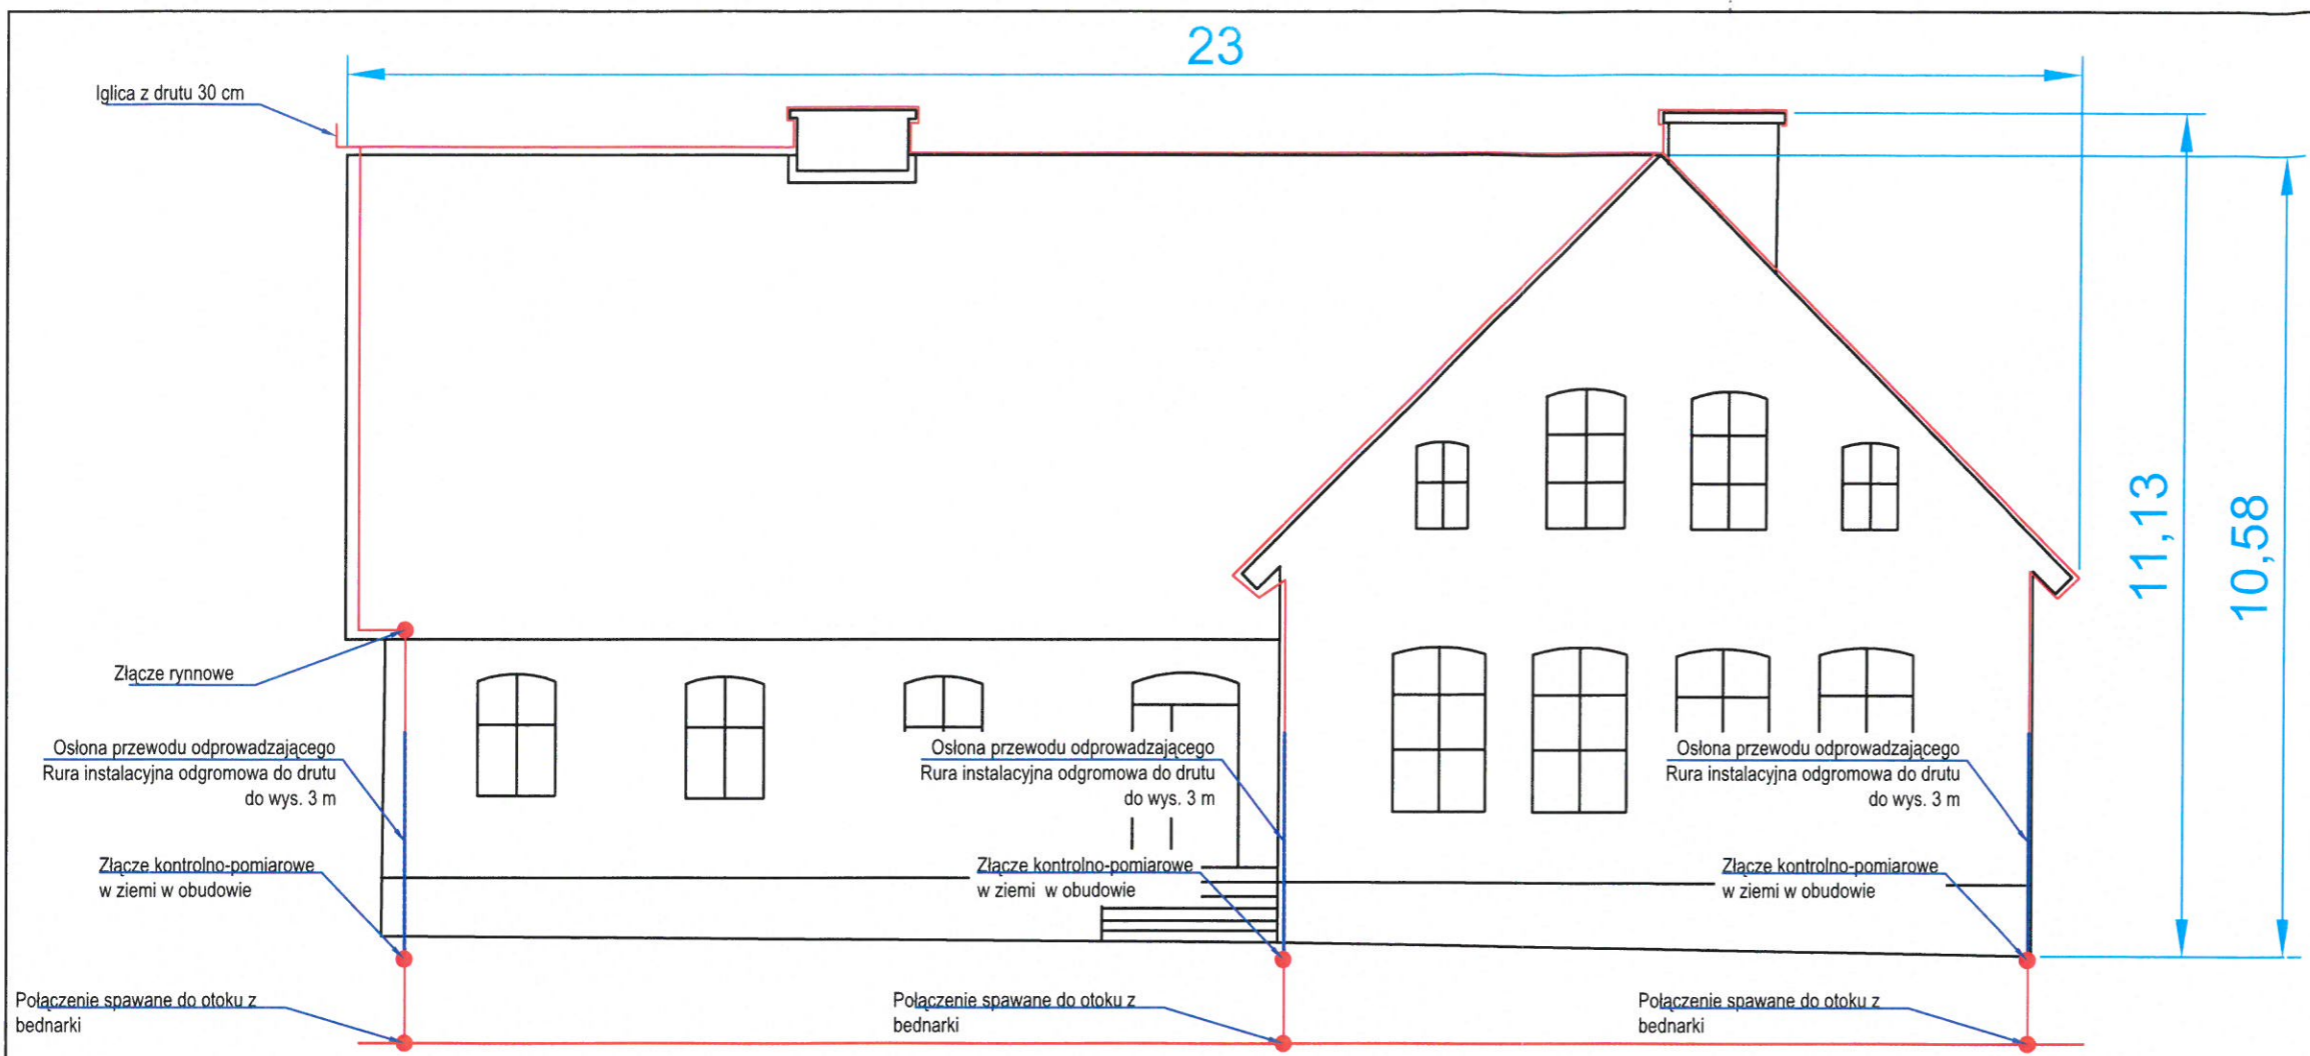 23
Iglica z drutu 30 cm
11,13
10,58
Złącze rynnowe
Osłona przewodu odprowadzającego
Rura instalacyjna odgromowa do drutu
do wys. 3 m
Osłona przewodu odprowadzającego
Rura instalacyjna odgromowa do drutu
do wys. 3 m
Osłona przewodu odprowadzającego
Rura instalacyjna odgromowa do drutu
do wys. 3 m
Złącze kontrolno-pomiarowe
w ziemi w obudowie
Złącze kontrolno-pomiarowe
w ziemi w obudowie
Złącze kontrolno-pomiarowe
w ziemi w obudowie
Połączenie spawane do otoku z
bednarki
Połączenie spawane do otoku z
bednarki
Połączenie spawane do otoku z
bednarki